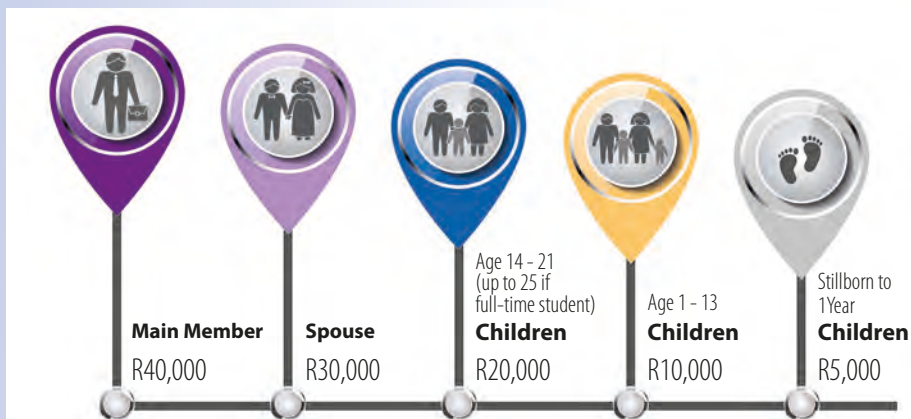 Main Member
R40,000
Spouse
R30,000
Age 14 - 21
(up to 25 if
full-time student)
Children
R20,000
Age 1 - 13
Children
R10,000
Stillborn to
1Year
Children
R5,000